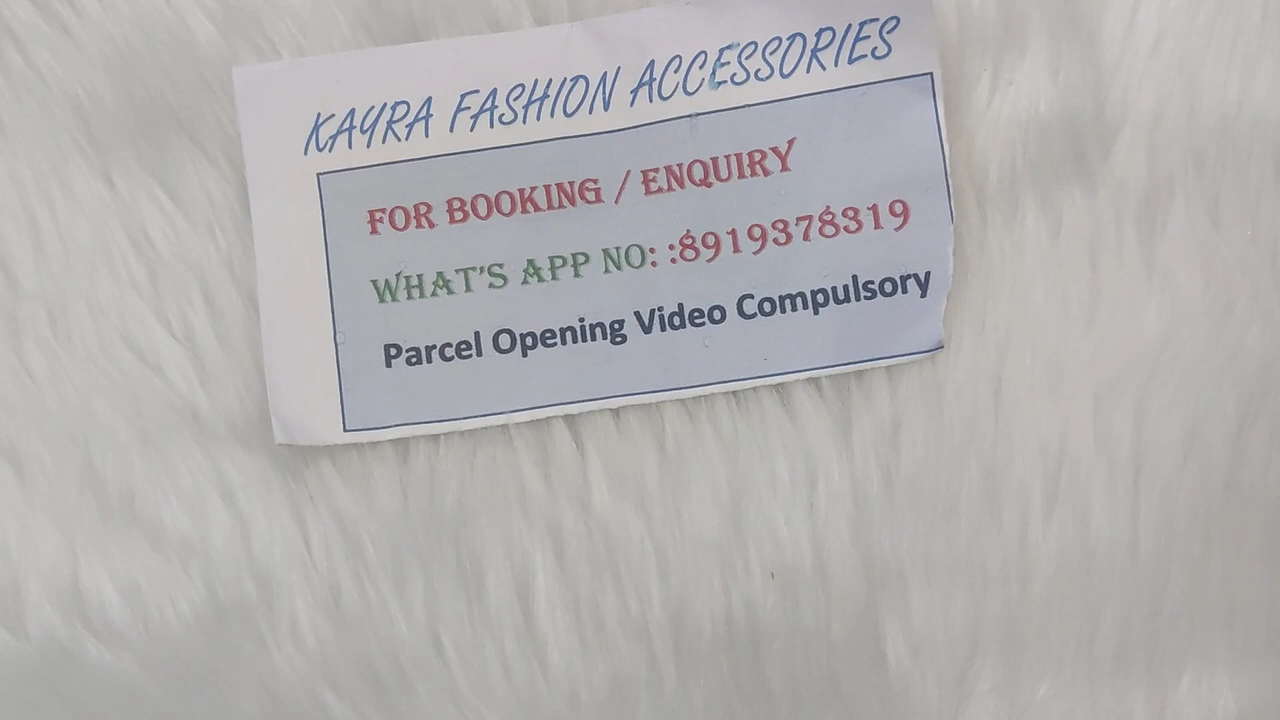 KAYRA FASHION ACCESSORIES
FOR BOOKING / ENQUIRY
WHAT'S APP NO: :8919378319
Parcel Opening Video Compulsory